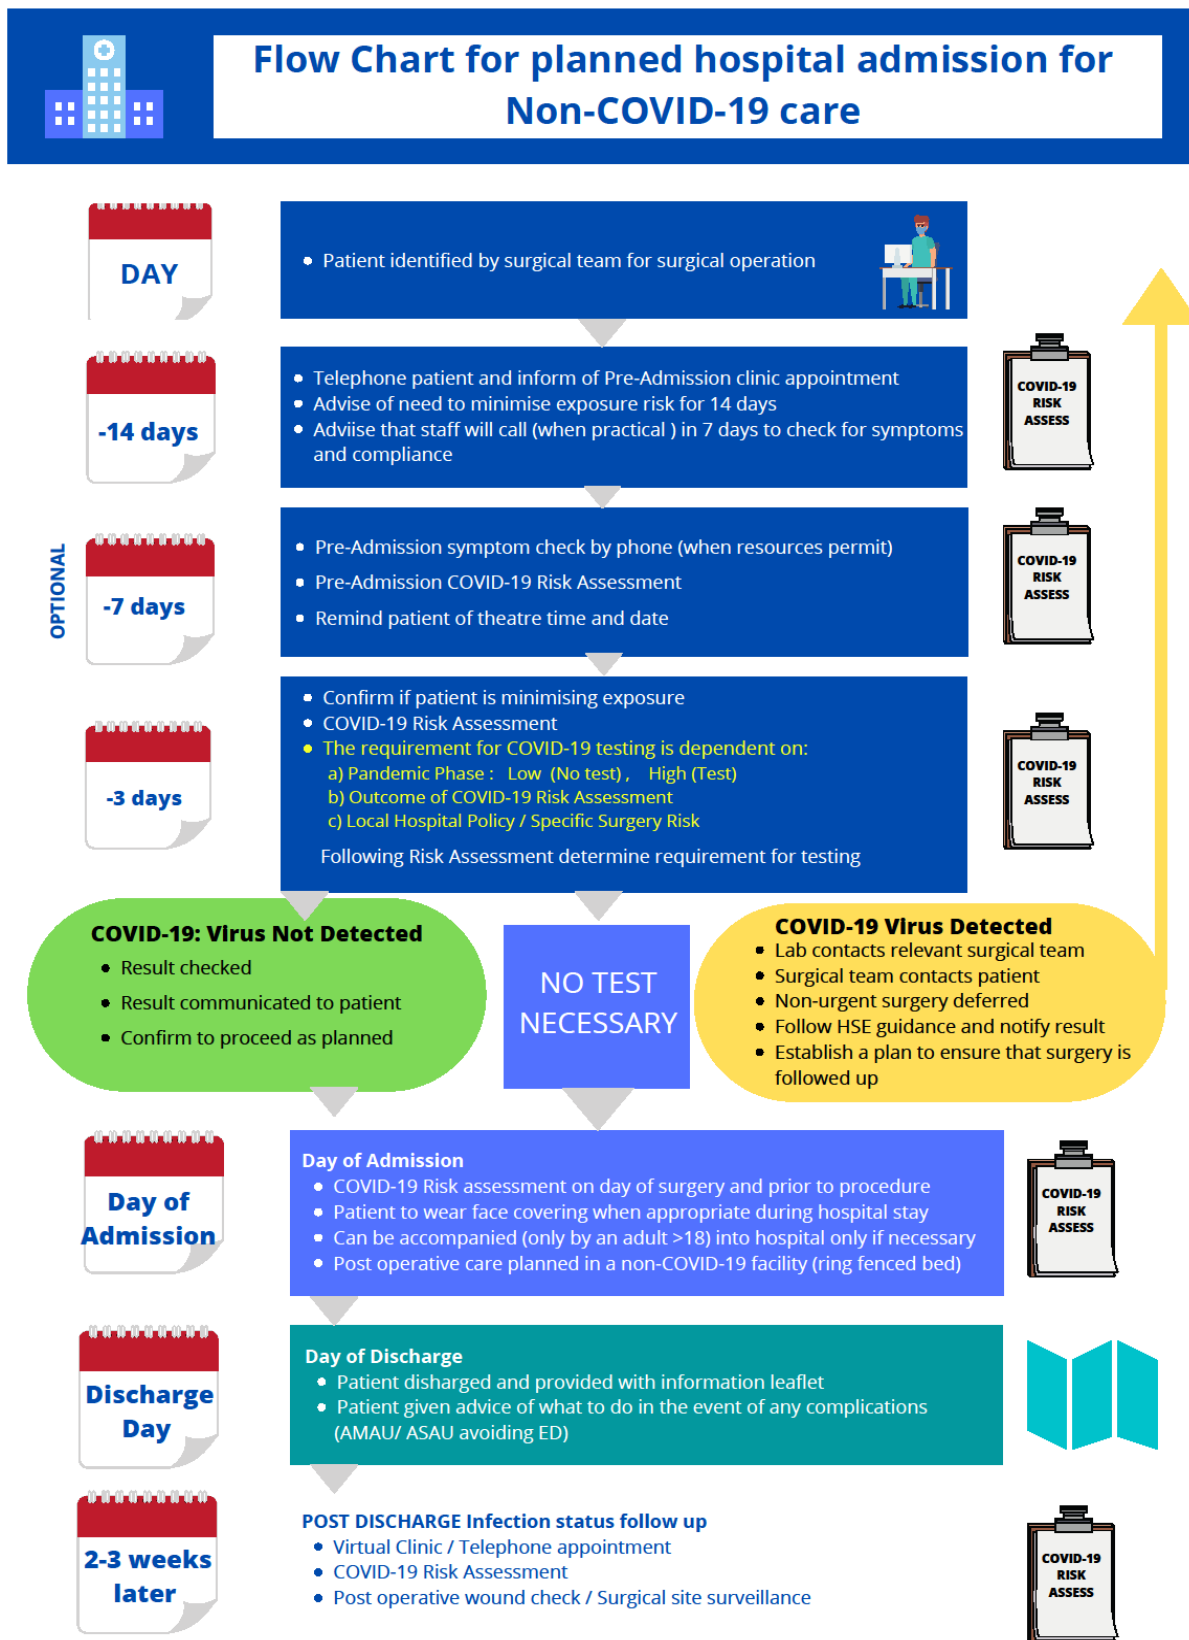 Flow Chart for planned hospital admission for
Non-COVID-19 care
DAY
• Patient identified by surgical team for surgical operation
-14 days
• Telephone patient and inform of Pre-Admission clinic appointment
• Advise of need to minimise exposure risk for 14 days
• Adviise that staff will call (when practical ) in 7 days to check for symptoms
and compliance
COVID-19
RISK
ASSESS
OPTIONAL
-7 days
• Pre-Admission symptom check by phone (when resources permit)
• Pre-Admission COVID-19 Risk Assessment
• Remind patient of theatre time and date
COVID-19
RISK
ASSESS
-3 days
• Confirm if patient is minimising exposure
• COVID-19 Risk Assessment
• The requirement for COVID-19 testing is dependent on:
a) Pandemic Phase : Low (No test) , High (Test)
b) Outcome of COVID-19 Risk Assessment
c) Local Hospital Policy / Specific Surgery Risk
Following Risk Assessment determine requirement for testing
COVID-19
RISK
ASSESS
COVID-19: Virus Not Detected
• Result checked
• Result communicated to patient
• Confirm to proceed as planned
NO TEST
NECESSARY
COVID-19 Virus Detected
• Lab contacts relevant surgical team
• Surgical team contacts patient
• Non-urgent surgery deferred
• Follow HSE guidance and notify result
• Establish a plan to ensure that surgery is
followed up
Day of
Admission
Day of Admission
• COVID-19 Risk assessment on day of surgery and prior to procedure
• Patient to wear face covering when appropriate during hospital stay
• Can be accompanied (only by an adult >18) into hospital only if necessary
• Post operative care planned in a non-COVID-19 facility (ring fenced bed)
COVID-19
RISK
ASSESS
Discharge
Day
Day of Discharge
• Patient disharged and provided with information leaflet
• Patient given advice of what to do in the event of any complications
(AMAU/ ASAU avoiding ED)
2-3 weeks
later
POST DISCHARGE Infection status follow up
• Virtual Clinic / Telephone appointment
• COVID-19 Risk Assessment
• Post operative wound check / Surgical site surveillance
COVID-19
RISK
ASSESS